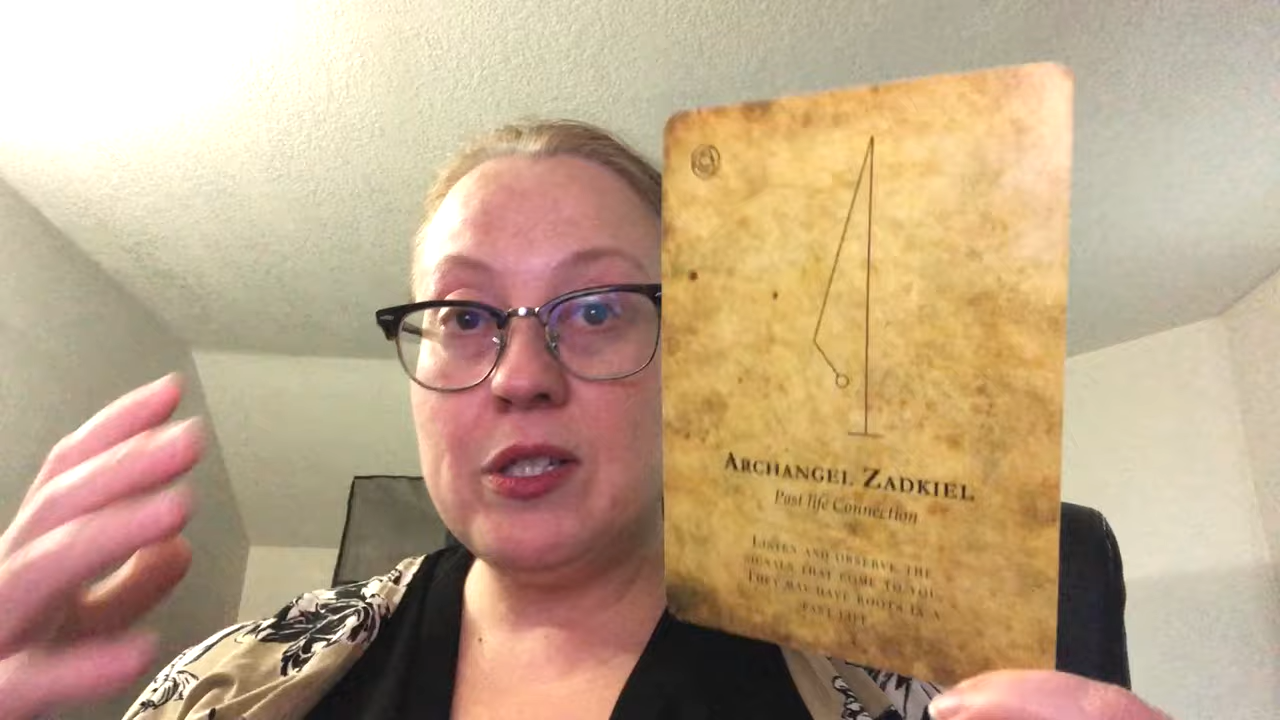 Archangel Zadkiel
Past life Connection
Listen and observe the
signals that come to you.
They may have roots in a
past life